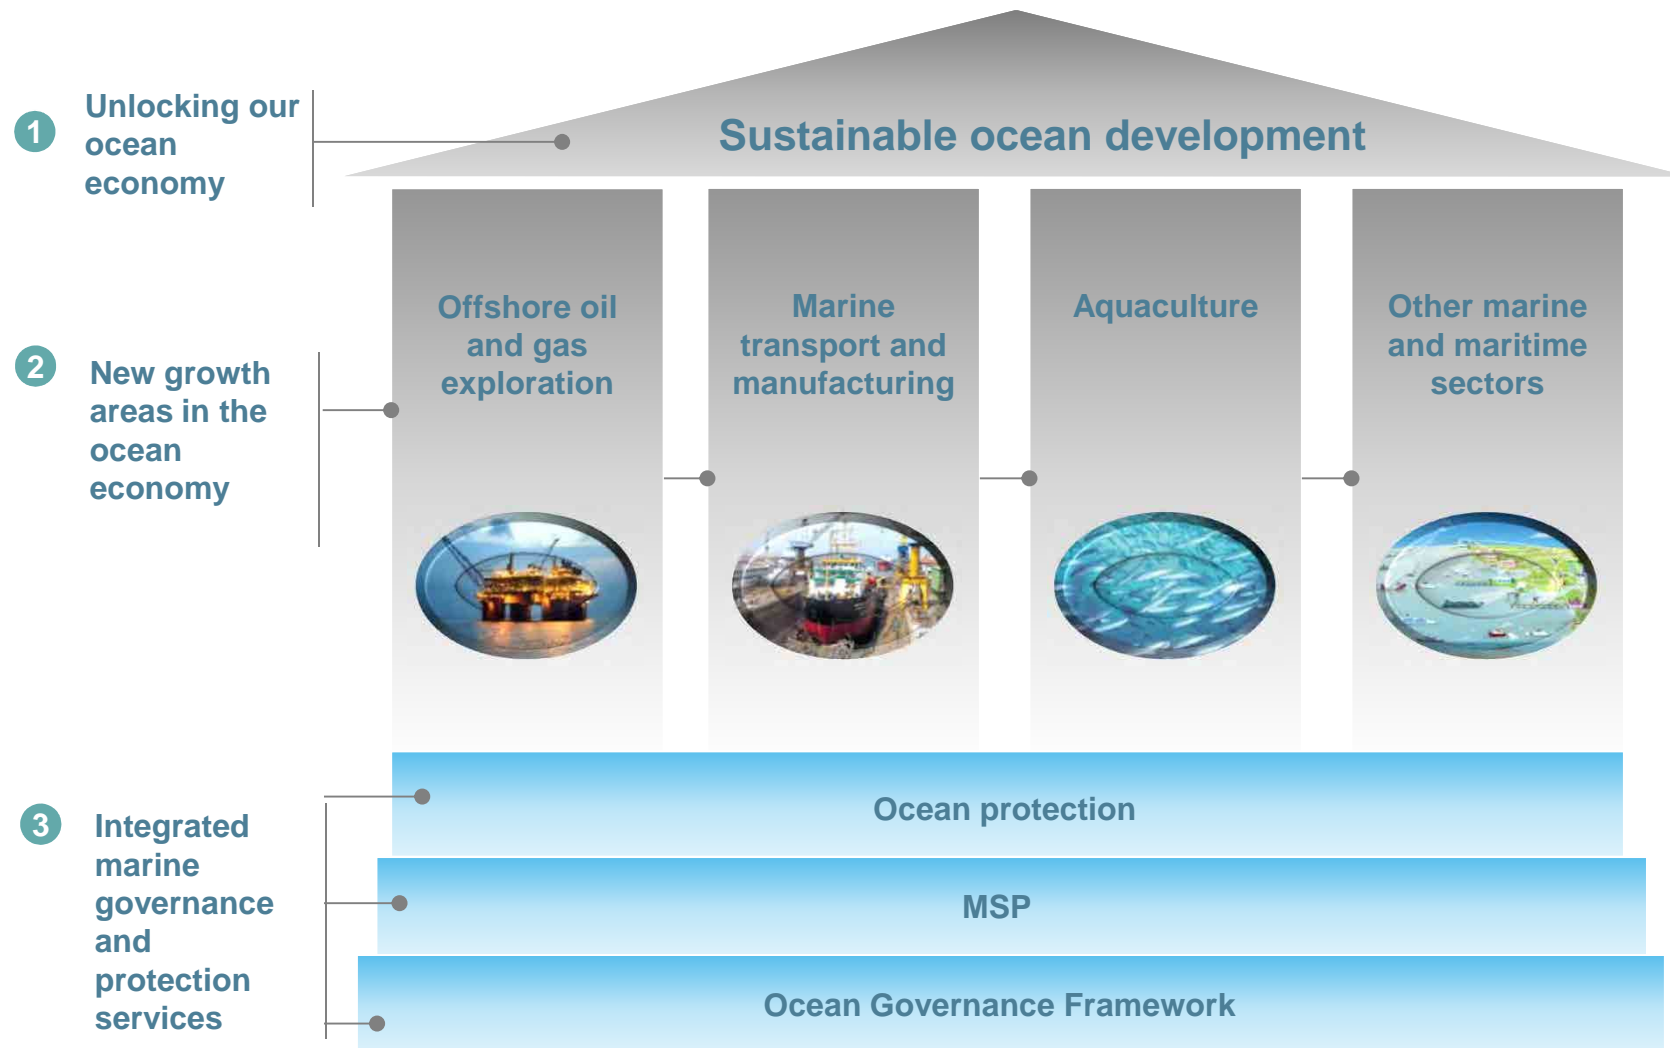 1
Unlocking our
ocean
economy
Sustainable ocean development
2
New growth
areas in the
ocean
economy
Offshore oil
and gas
exploration
Marine
transport and
manufacturing
Aquaculture
Other marine
and maritime
sectors
3
Integrated
marine
governance
and
protection
services
Ocean protection
MSP
Ocean Governance Framework